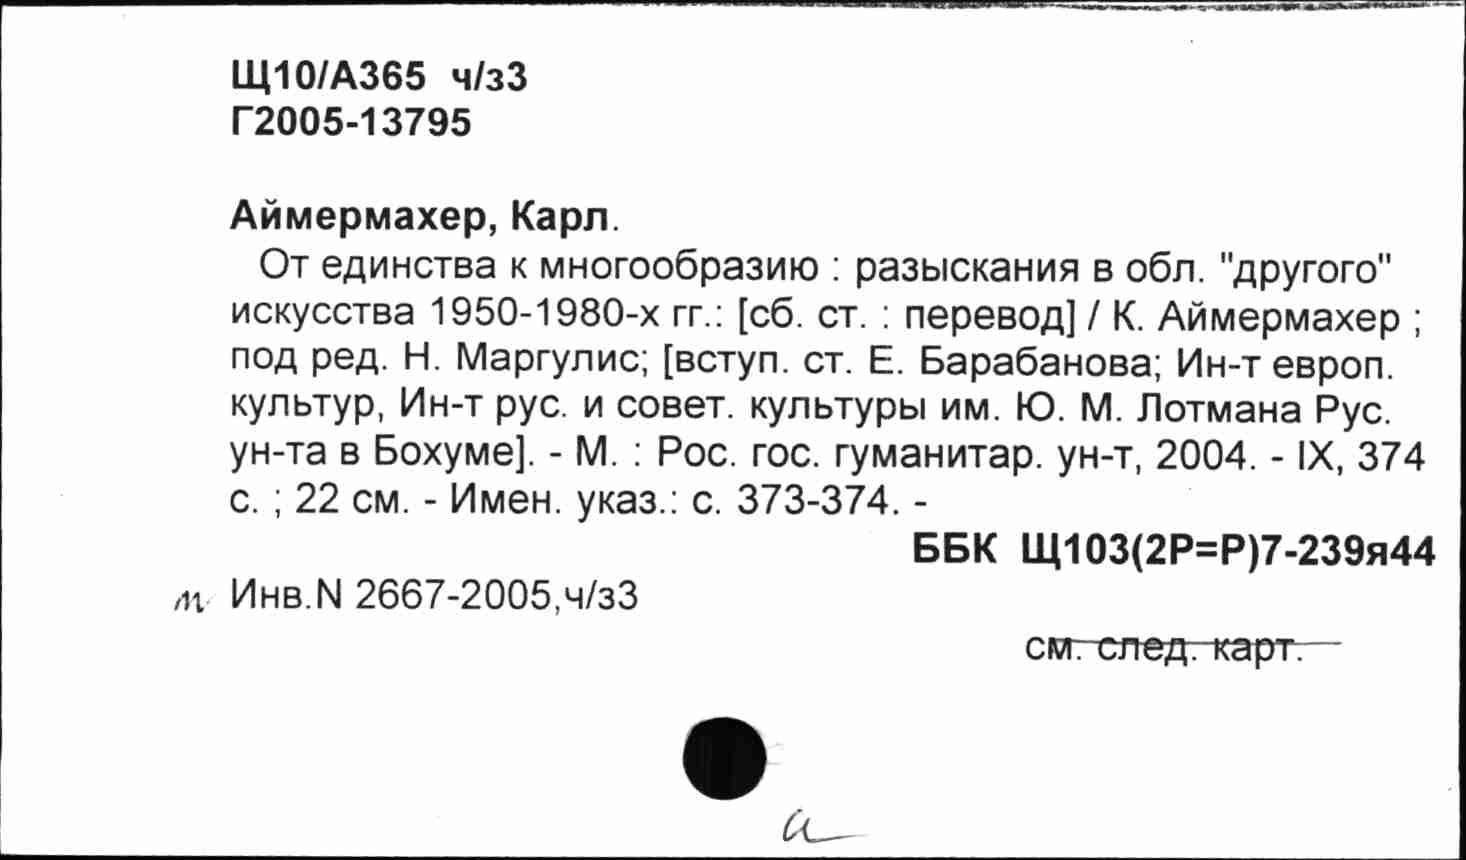 Щ10/А365 ч/з3
Г2005-13795
Аймермахер, Карл.
От единства к многообразию : разыскания в обл. "другого"
искусства 1950-1980-х гг.: [сб. ст. : перевод] / К. Аймермахер ;
под ред. Н. Маргулис; [вступ. ст. Е. Барабанова; Ин-т европ.
культур, Ин-т рус. и совет. культуры им. Ю. М. Лотмана Рус.
ун-та в Бохуме]. - М. : Рос. гос. гуманитар. ун-т, 2004. - IX, 374
с. ; 22 см. - Имен. указ.: с. 373-374. -
ББК Щ103(2Р=Р)7-239я44
т Инв.N 2667-2005,ч/з3
см. след. карт.
а